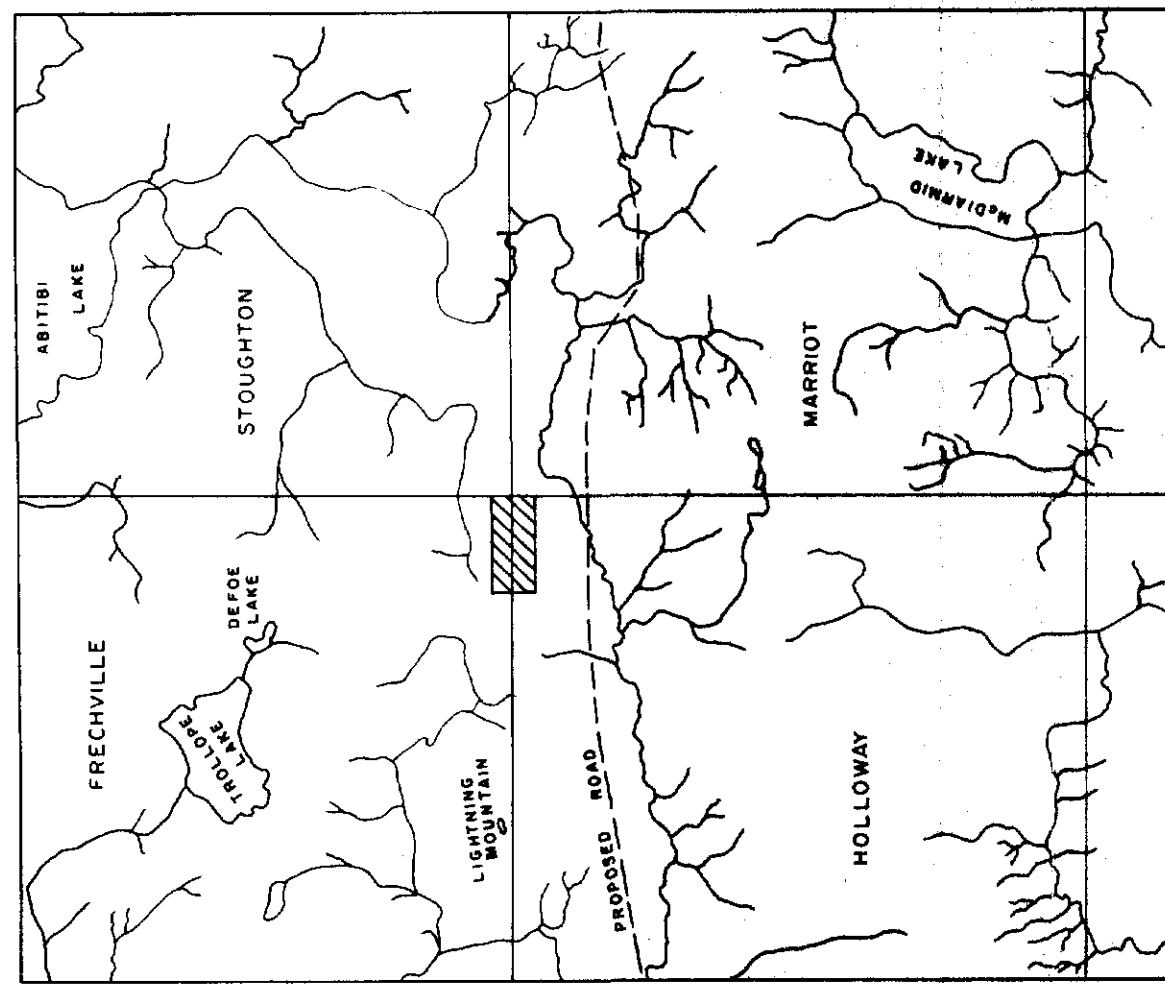 ABITIBI
LAKE
STOUGHTON
McDIARMID
LAKE
MARRIOT
FRECHVILLE
DEFOE
LAKE
TROLLOPE
LAKE
LIGHTNING
MOUNTAIN
PROPOSED ROAD
HOLLOWAY